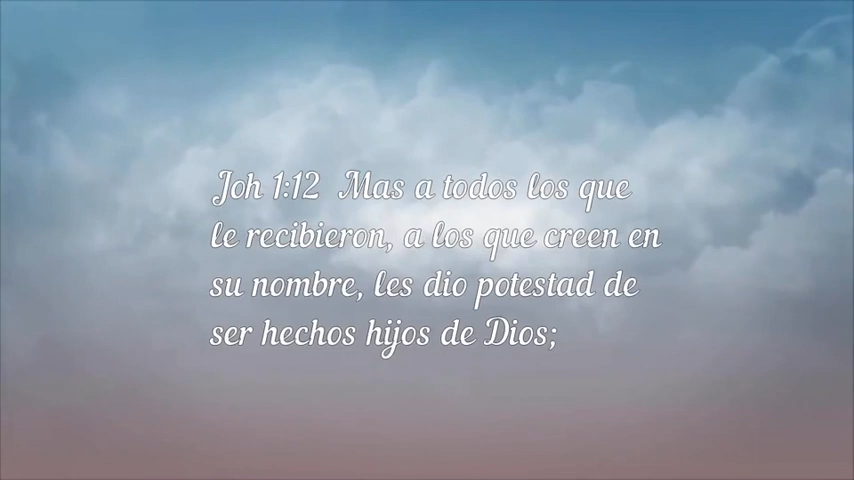 Joh 1:12 Mas a todos los que
le recibieron, a los que creen en
su nombre, les dio potestad de
ser hechos hijos de Dios;